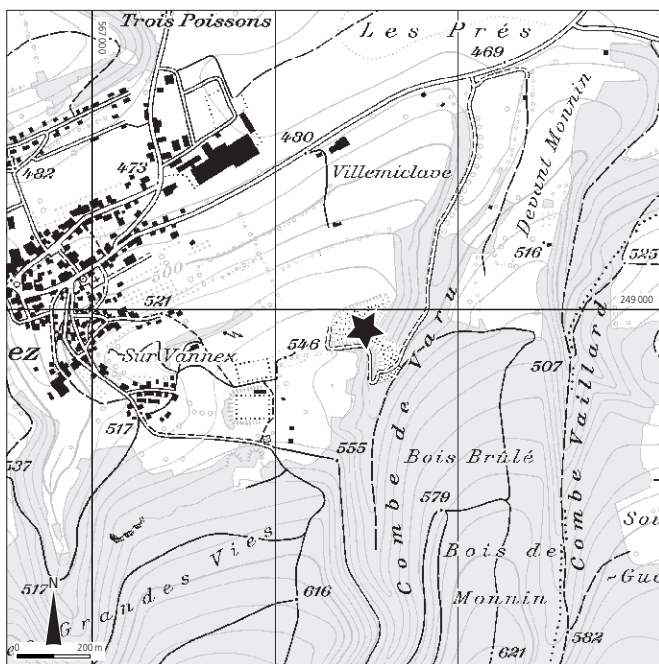 Trois Poissons
567 000
Les Prés
469
480
473
482
Villemiclave
Devant Monnin
500
516
525
249 000
521
546
ez
Sur Vannex
507
Combe de Varu
Combe Vaillard
517
537
555
Bois Brûlé
579
Sou
517
N
Grandes Vies
616
Bois de
Monnin
Gue
621
582
0
200 m